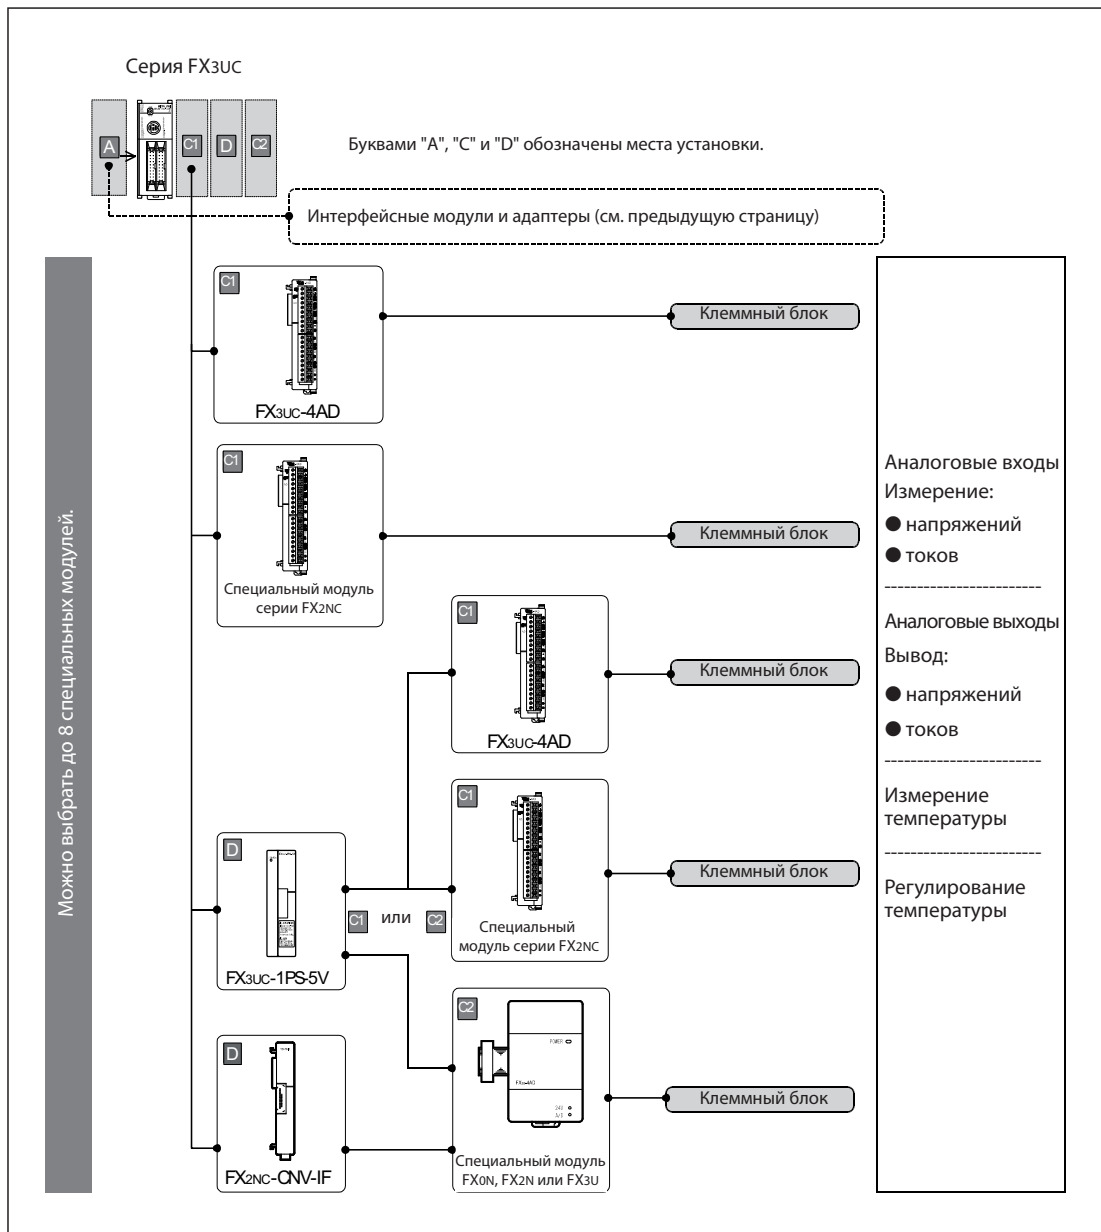 Серия FX3UC
A
C1
D
C2
Буквами "A", "C" и "D" обозначены места установки.
Интерфейсные модули и адаптеры (см. предыдущую страницу)
Можно выбрать до 8 специальных модулей.
C1
FX3UC-4AD
Клеммный блок
C1
Специальный модуль
серии FX2NC
Клеммный блок
C1
FX3UC-4AD
Клеммный блок
C1
Специальный
модуль серии FX2NC
Клеммный блок
D
FX3UC-1PS-5V
C1 или C2
C2
POWER
FX2N-4AD
24V
A/D
Специальный модуль
FX0N, FX2N или FX3U
Клеммный блок
D
FX2NC-CNV-IF
Аналоговые входы
Измерение:
● напряжений
● токов
------------------------
Аналоговые выходы
Вывод:
● напряжений
● токов
------------------------
Измерение
температуры
------------------------
Регулирование
температуры